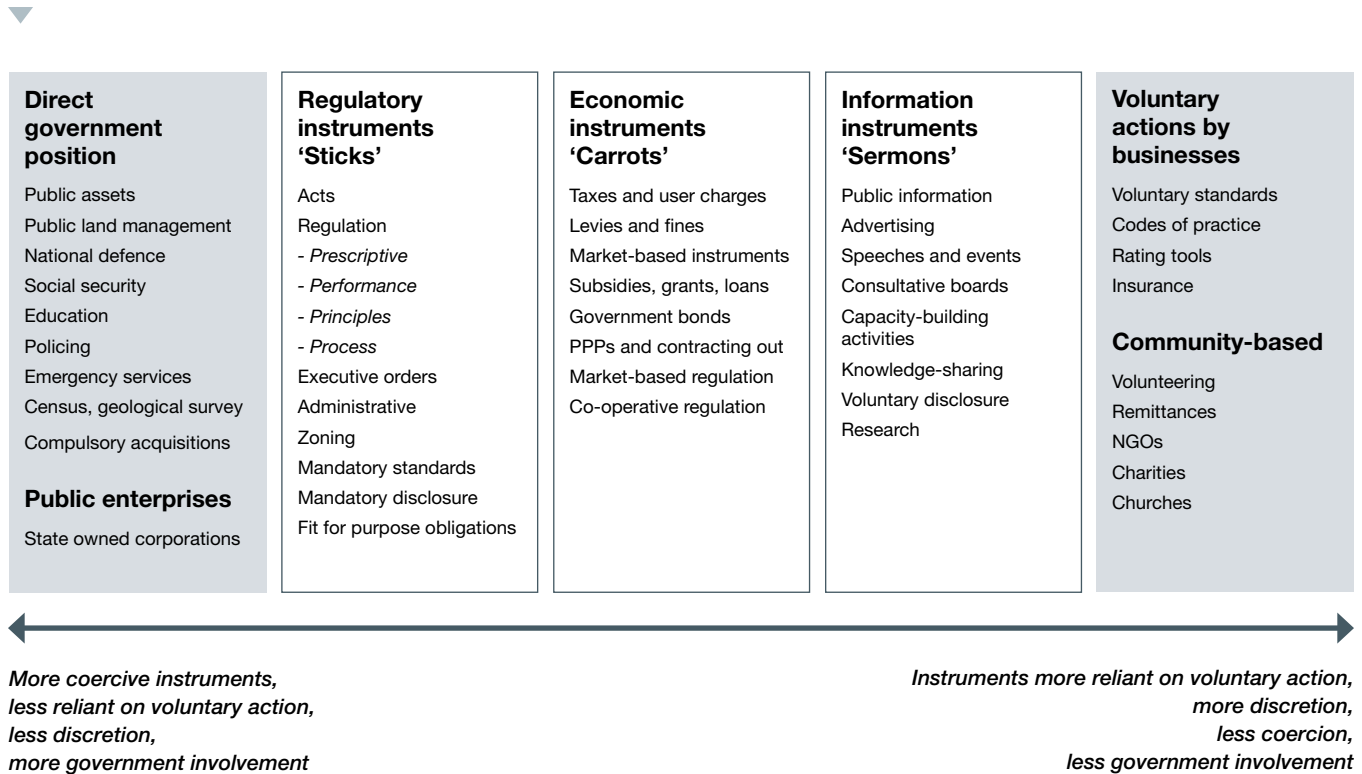 Direct
government
position
Public assets
Public land management
National defence
Social security
Education
Policing
Emergency services
Census, geological survey
Compulsory acquisitions
Public enterprises
State owned corporations
Regulatory
instruments
‘Sticks’
Acts
Regulation
- Prescriptive
- Performance
- Principles
- Process
Executive orders
Administrative
Zoning
Mandatory standards
Mandatory disclosure
Fit for purpose obligations
Economic
instruments
‘Carrots’
Taxes and user charges
Levies and fines
Market-based instruments
Subsidies, grants, loans
Government bonds
PPPs and contracting out
Market-based regulation
Co-operative regulation
Information
instruments
‘Sermons’
Public information
Advertising
Speeches and events
Consultative boards
Capacity-building
activities
Knowledge-sharing
Voluntary disclosure
Research
Voluntary
actions by
businesses
Voluntary standards
Codes of practice
Rating tools
Insurance
Community-based
Volunteering
Remittances
NGOs
Charities
Churches
More coercive instruments,
less reliant on voluntary action,
less discretion,
more government involvement
Instruments more reliant on voluntary action,
more discretion,
less coercion,
less government involvement